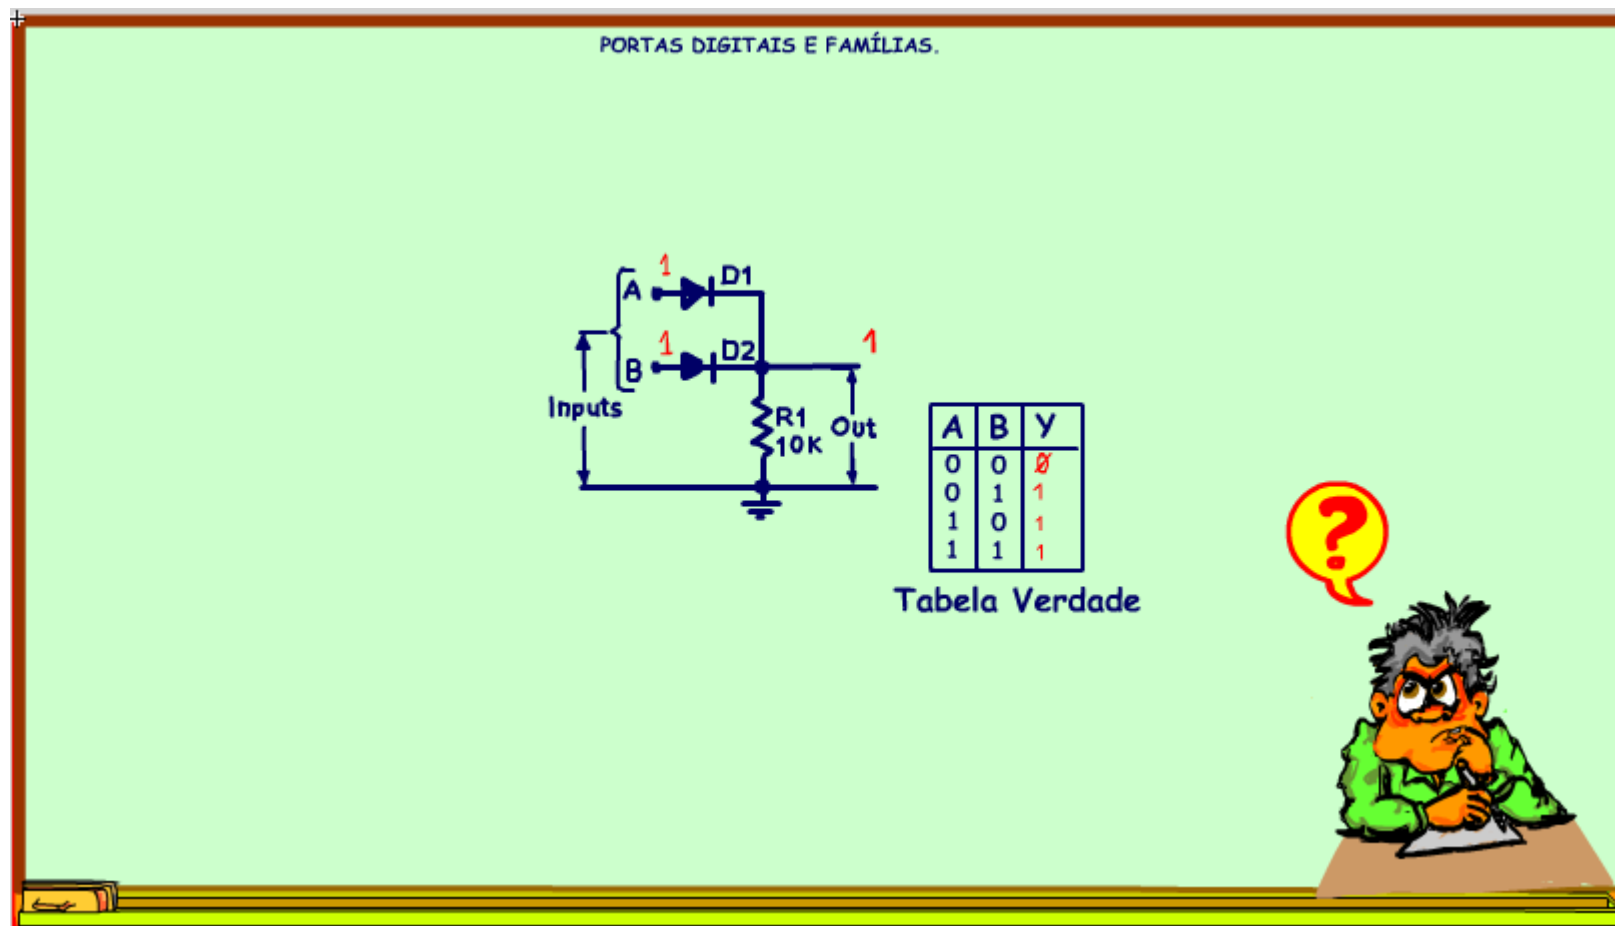 PORTAS DIGITAIS E FAMÍLIAS.
1
A
D1
1
B
D2
1
Inputs
R1
10K
Out
A B Y
0 0 0
0 1 1
1 0 1
1 1 1
Tabela Verdade
?